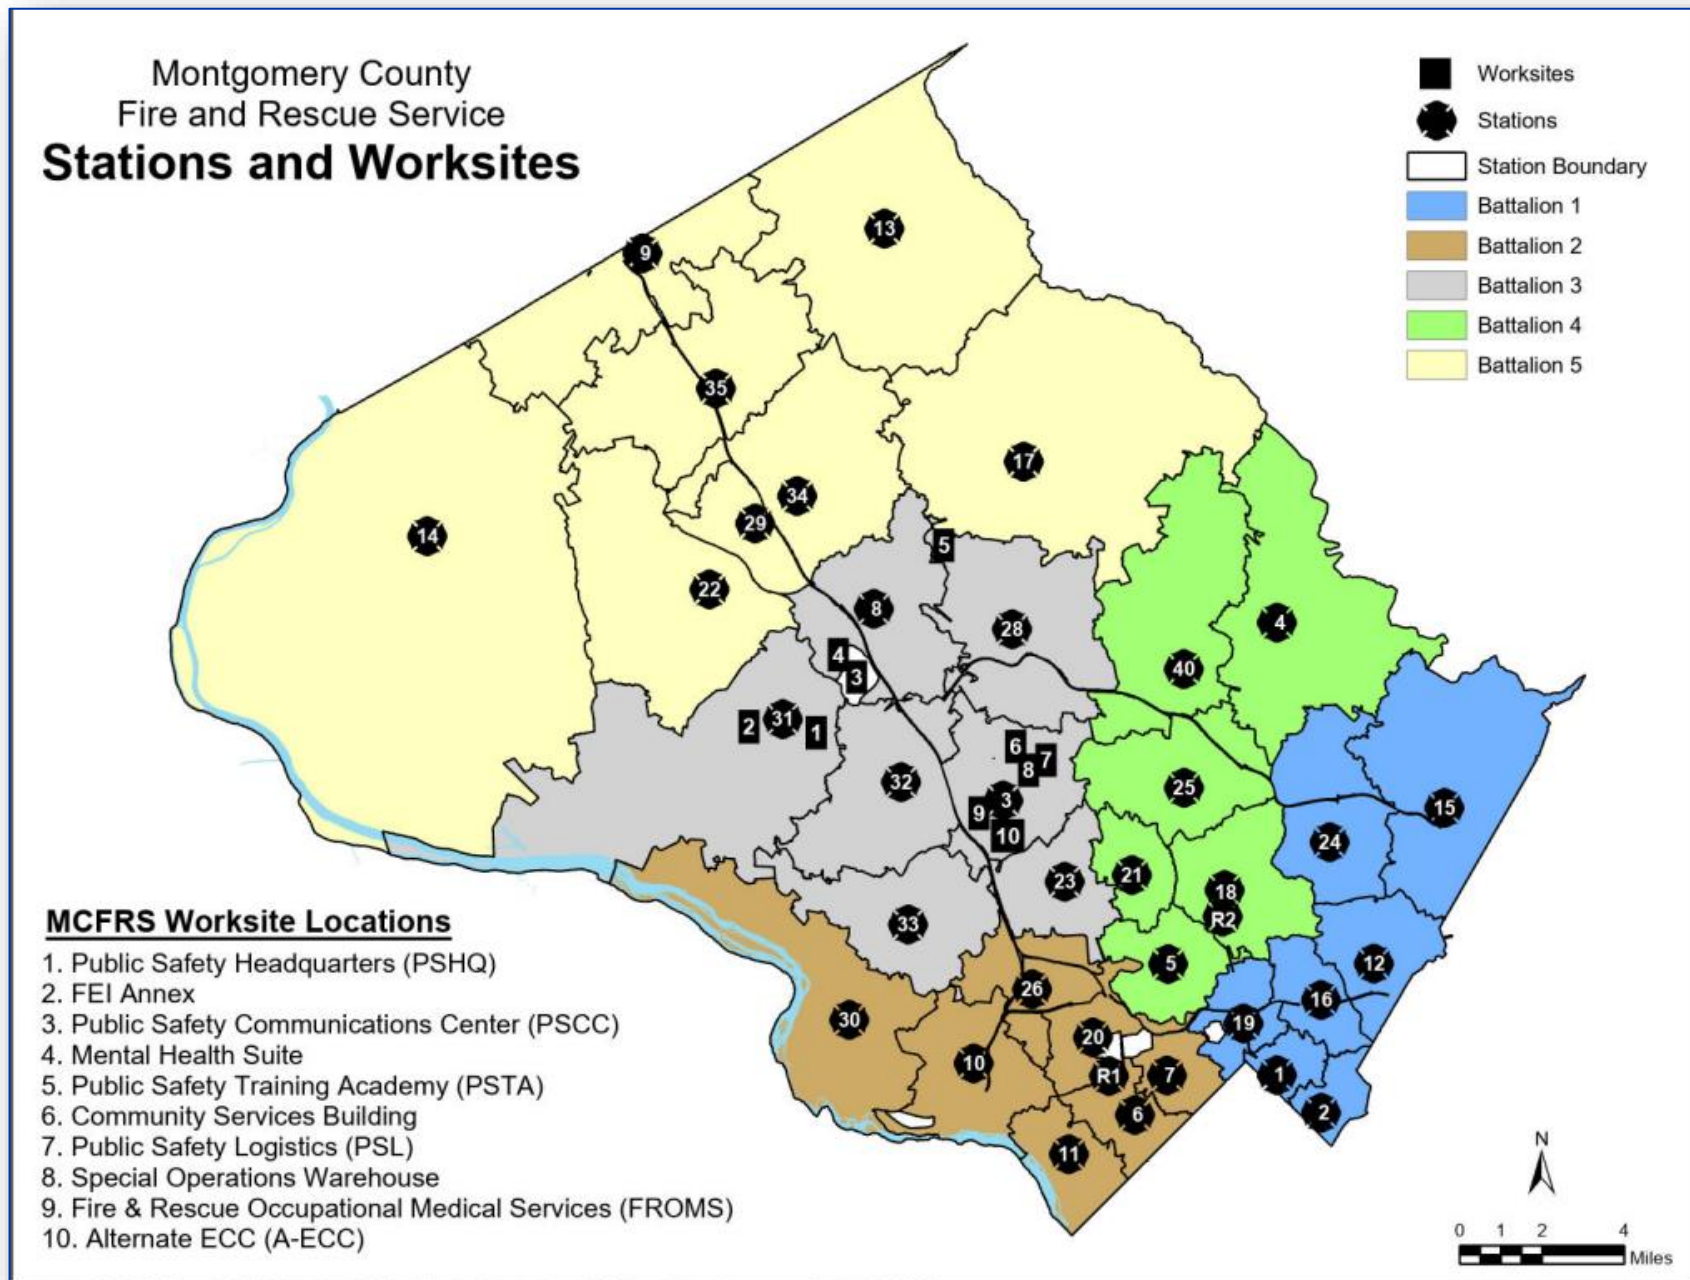 Montgomery County
Fire and Rescue Service
Stations and Worksites
Worksites
Stations
Station Boundary
Battalion 1
Battalion 2
Battalion 3
Battalion 4
Battalion 5
13
9
35
17
34
29
14
5
22
8
28
4
40
4
3
2
31
1
6
7
8
32
25
3
9
10
15
24
21
23
18
R2
33
5
12
26
16
30
19
20
10
R1
7
1
6
2
11
MCFRS Worksite Locations
1. Public Safety Headquarters (PSHQ)
2. FEI Annex
3. Public Safety Communications Center (PSCC)
4. Mental Health Suite
5. Public Safety Training Academy (PSTA)
6. Community Services Building
7. Public Safety Logistics (PSL)
8. Special Operations Warehouse
9. Fire & Rescue Occupational Medical Services (FROMS)
10. Alternate ECC (A-ECC)
N
0 1 2 4
Miles